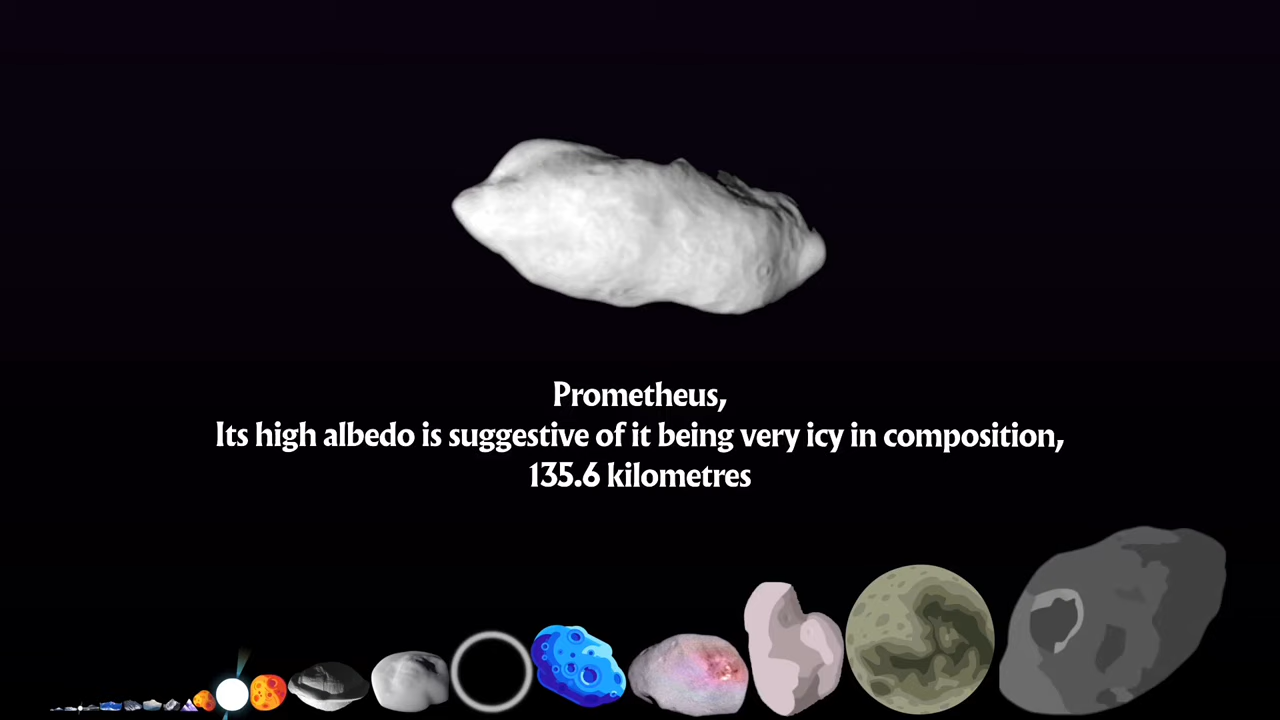 Prometheus,
Its high albedo is suggestive of it being very icy in composition,
135.6 kilometres